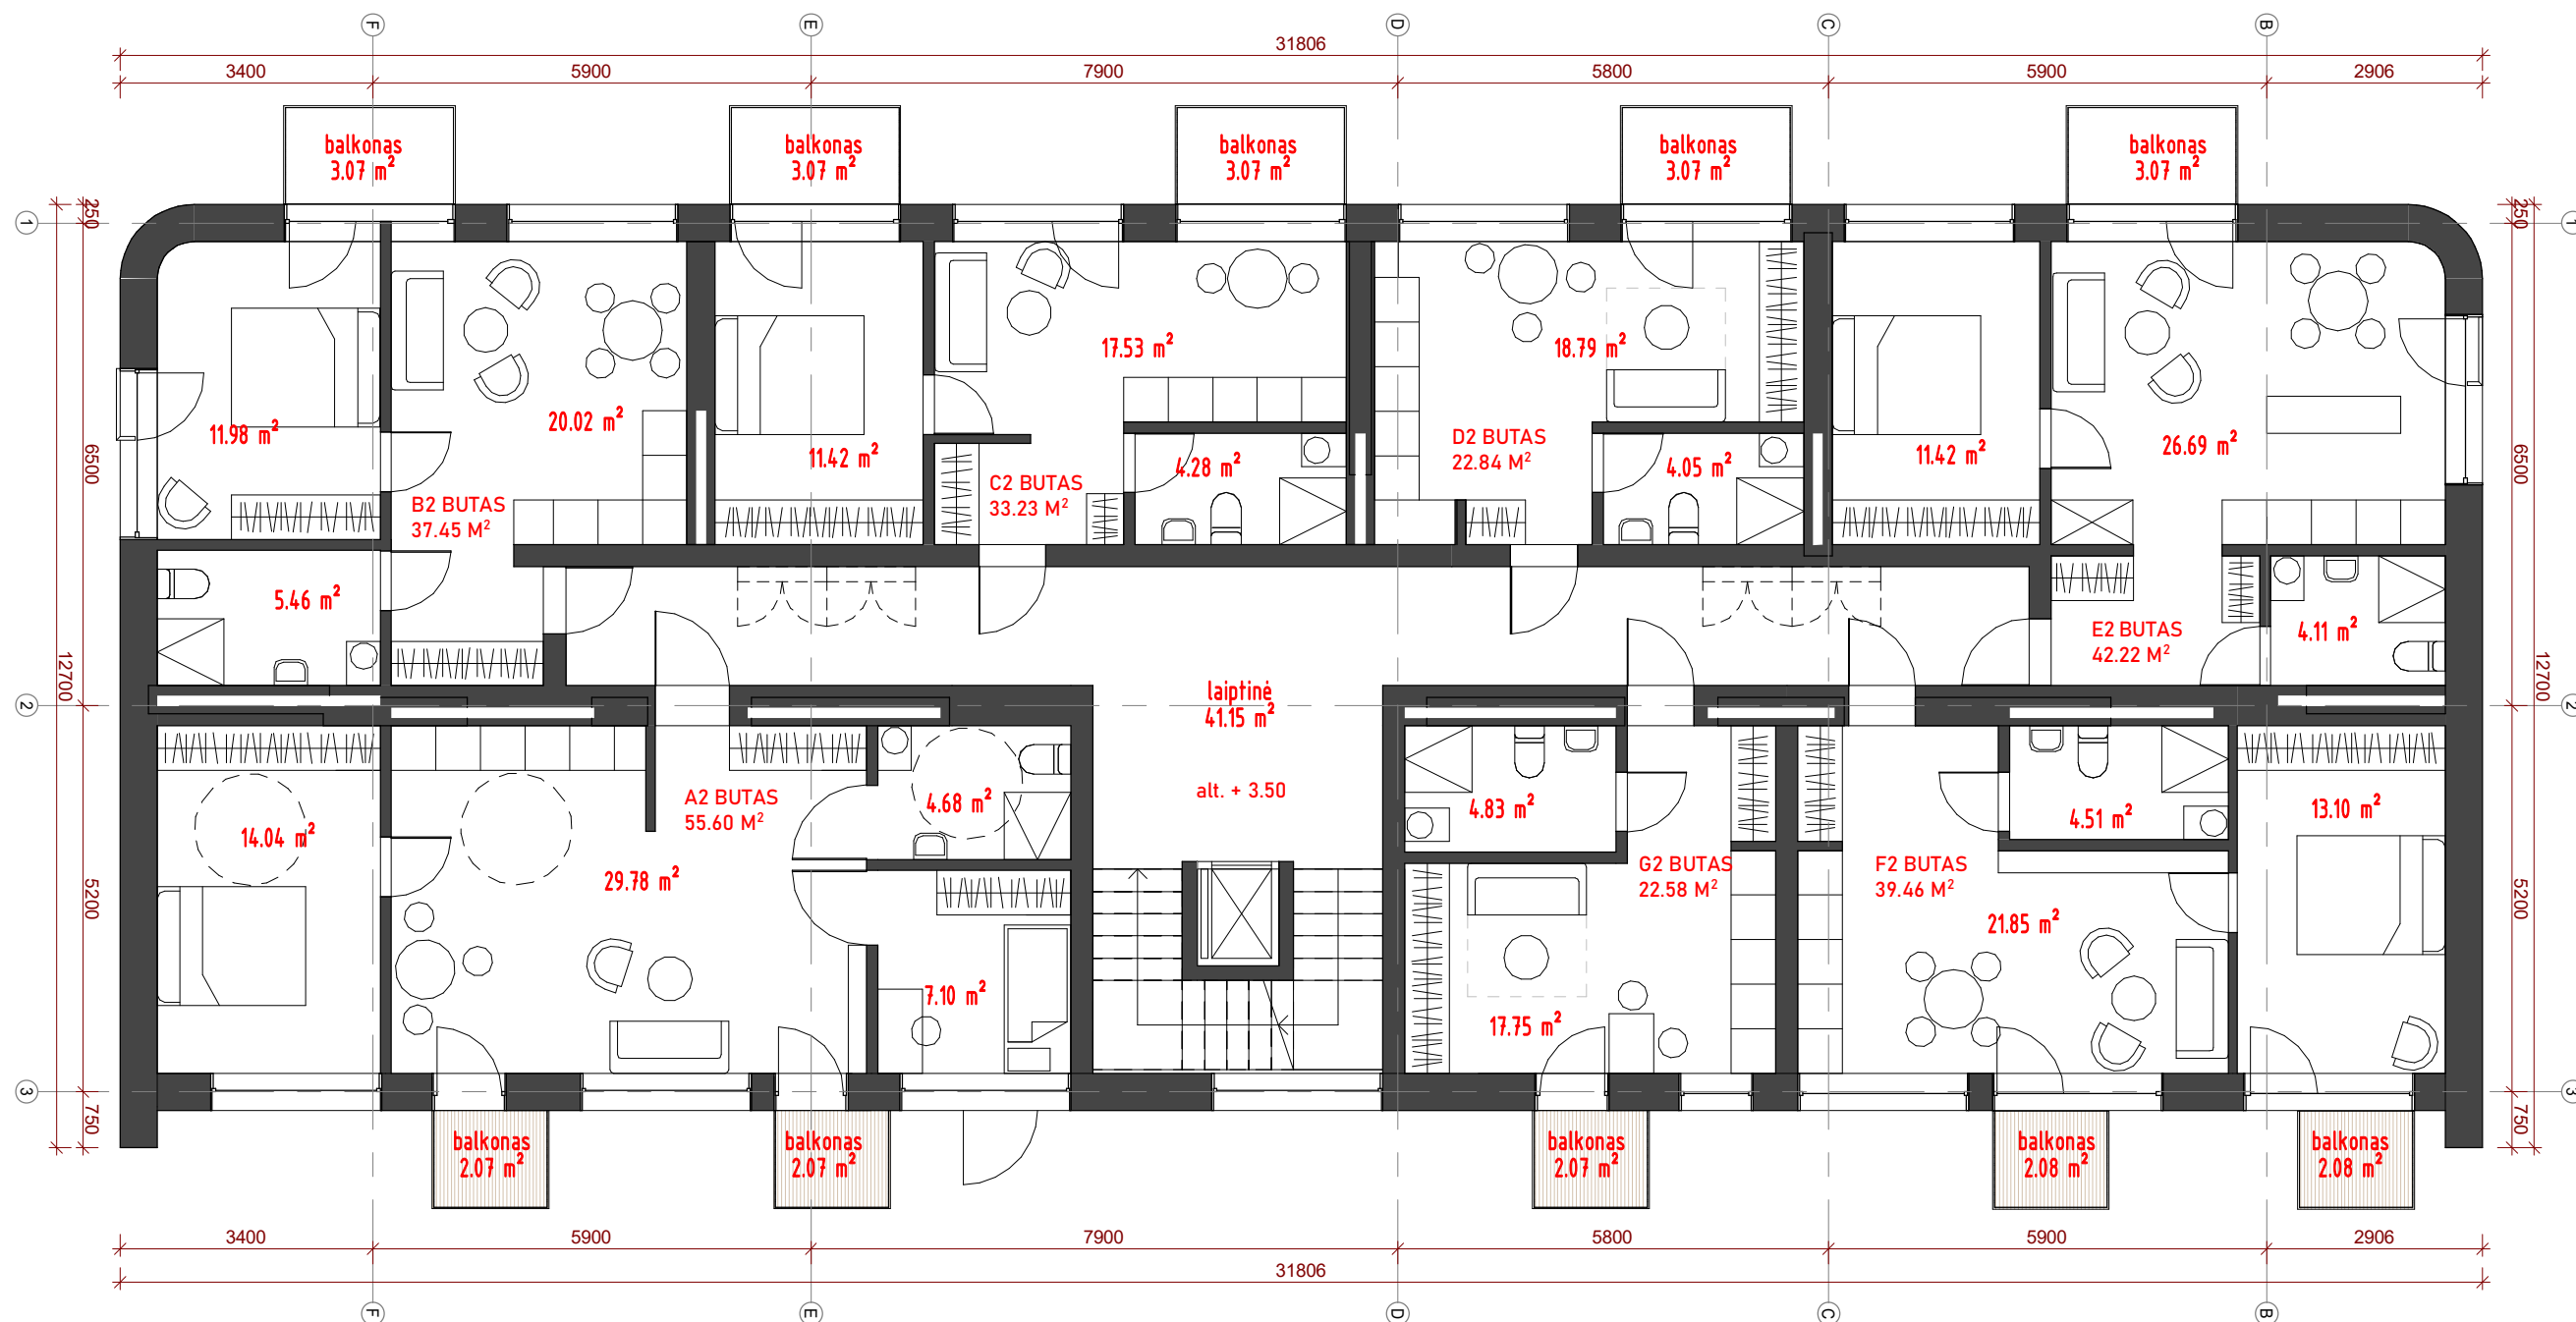 F E D C B
31806
3400 5900 7900 5800 5900 2906
balkonas balkonas balkonas balkonas balkonas
3.07 m² 3.07 m² 3.07 m² 3.07 m² 3.07 m²
250 250
1 1
17.53 m² 18.79 m²
11.98 m² 20.02 m² 11.42 m² 11.42 m² 26.69 m²
6500 6500
4.28 m² 4.05 m²
B2 BUTAS
37.45 M²
C2 BUTAS
33.23 M²
D2 BUTAS
22.84 M²
5.46 m²
E2 BUTAS
42.22 M²
4.11 m²
12700 12700
2 2
laiptinė
41.15 m²
alt. + 3.50
A2 BUTAS
55.60 M²
14.04 m² 4.68 m² 4.83 m² 4.51 m² 13.10 m²
29.78 m²
G2 BUTAS
22.58 M²
F2 BUTAS
39.46 M²
5200 5200
21.85 m²
7.10 m² 17.75 m²
3 3
750 750
balkonas balkonas balkonas balkonas balkonas
2.07 m² 2.07 m² 2.07 m² 2.08 m² 2.08 m²
3400 5900 7900 5800 5900 2906
31806
F E D C B